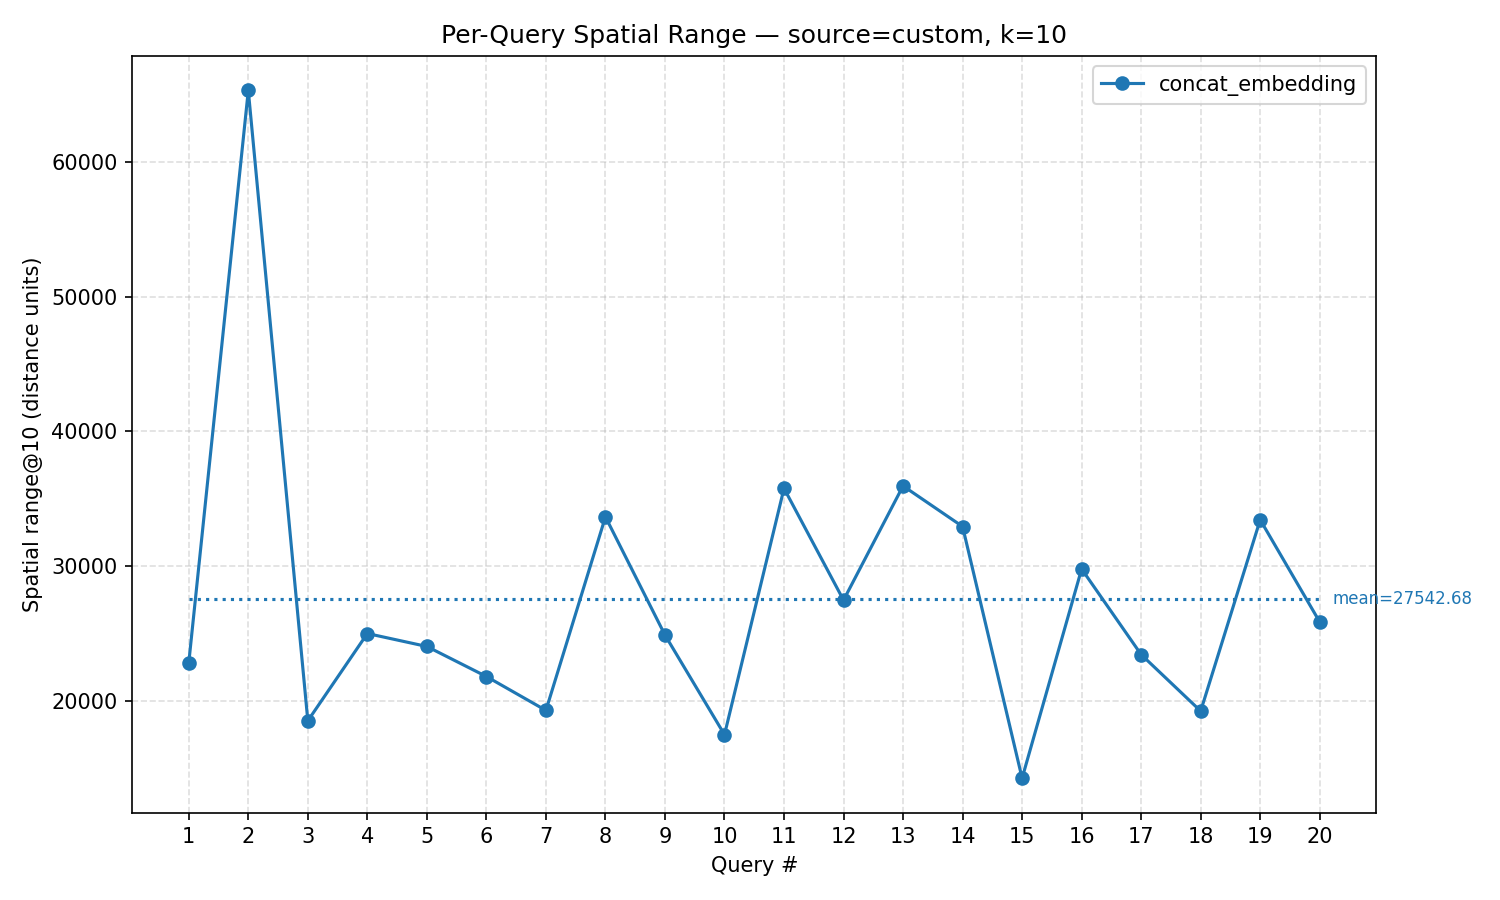 Per-Query Spatial Range — source=custom, k=10
concat_embedding
Spatial range@10 (distance units)
60000
50000
40000
30000
20000
mean=27542.68
1 2 3 4 5 6 7 8 9 10 11 12 13 14 15 16 17 18 19 20
Query #